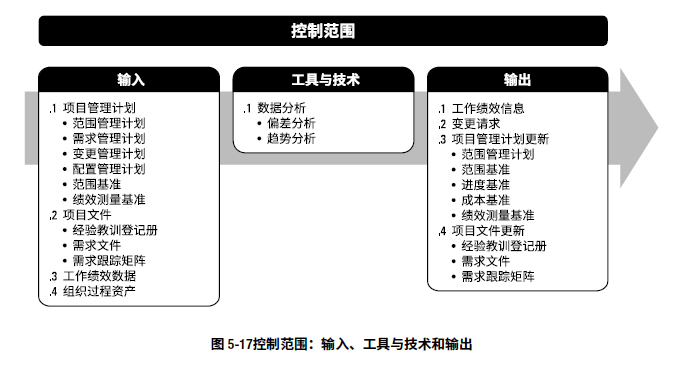 控制范围
输入
.1 项目管理计划
• 范围管理计划
• 需求管理计划
• 变更管理计划
• 配置管理计划
• 范围基准
• 绩效测量基准
.2 项目文件
• 经验教训登记册
• 需求文件
• 需求跟踪矩阵
.3 工作绩效数据
.4 组织过程资产
工具与技术
.1 数据分析
• 偏差分析
• 趋势分析
输出
.1 工作绩效信息
.2 变更请求
.3 项目管理计划更新
• 范围管理计划
• 范围基准
• 进度基准
• 成本基准
• 绩效测量基准
.4 项目文件更新
• 经验教训登记册
• 需求文件
• 需求跟踪矩阵
图 5-17控制范围：输入、工具与技术和输出